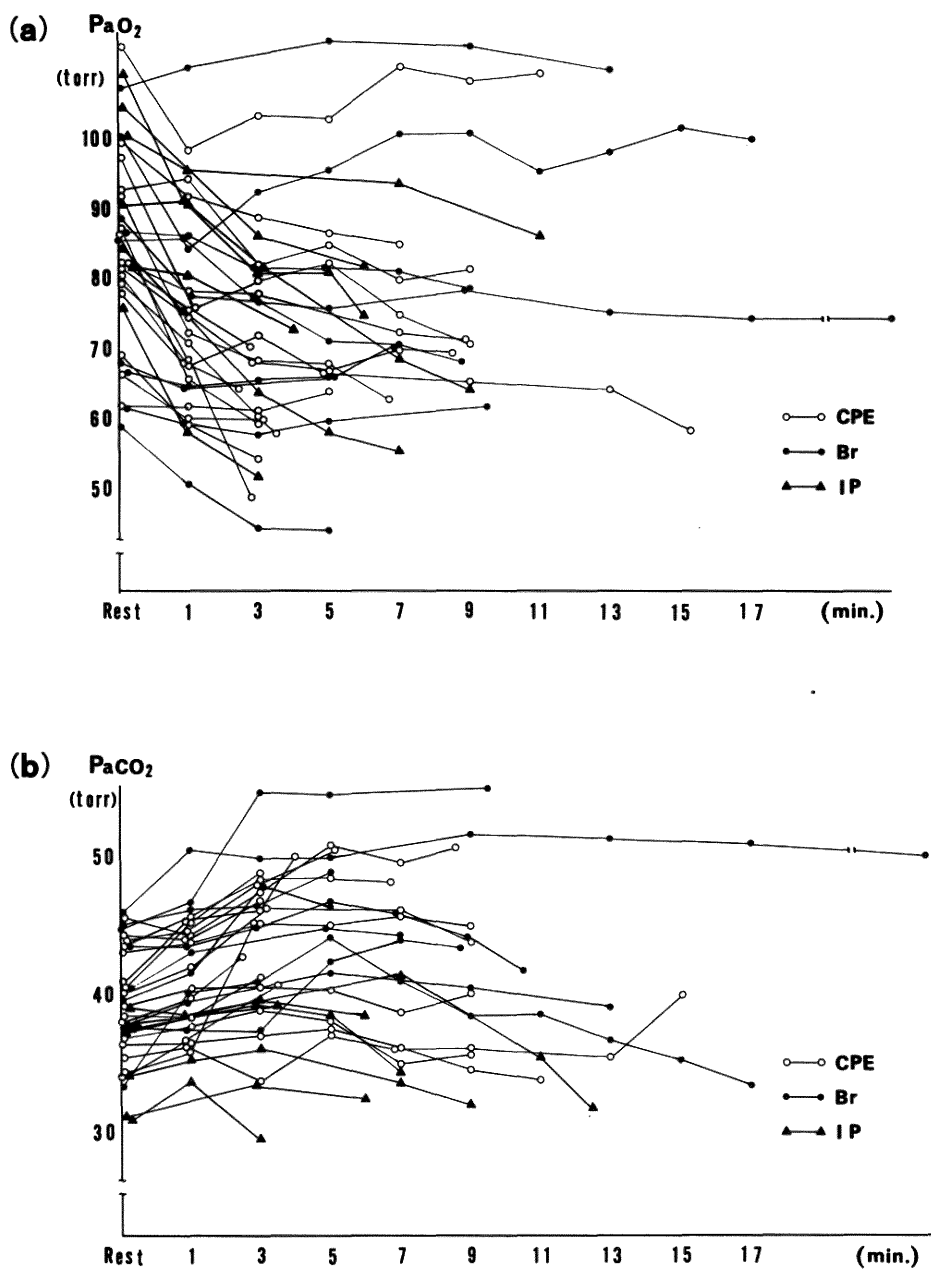 (a) PaO₂
(torr)
100
90
80
70
60
50
CPE
Br
IP
Rest 1 3 5 7 9 11 13 15 17 (min.)
(b) PaCO₂
(torr)
50
40
30
CPE
Br
IP
Rest 1 3 5 7 9 11 13 15 17 (min.)